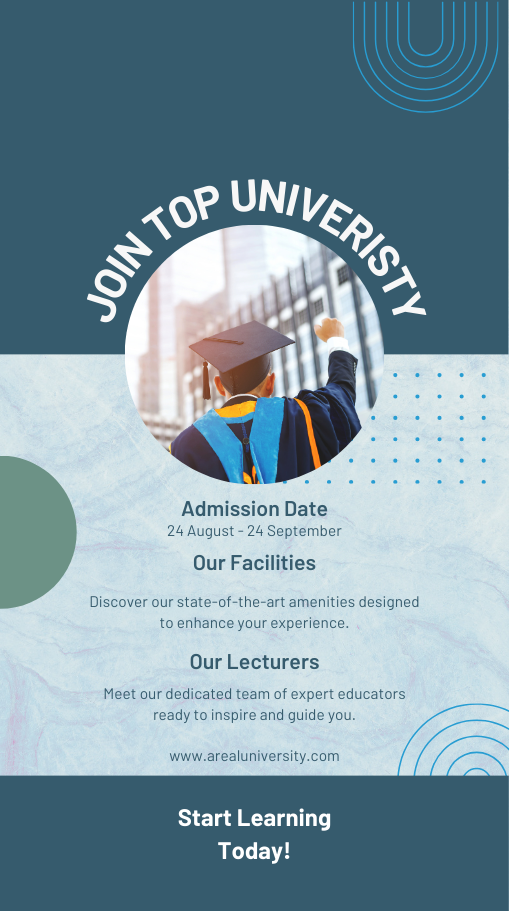 JOIN TOP UNIVERISTY
Admission Date
24 August - 24 September
Our Facilities
Discover our state-of-the-art amenities designed
to enhance your experience.
Our Lecturers
Meet our dedicated team of expert educators
ready to inspire and guide you.
www.arealuniversity.com
Start Learning
Today!